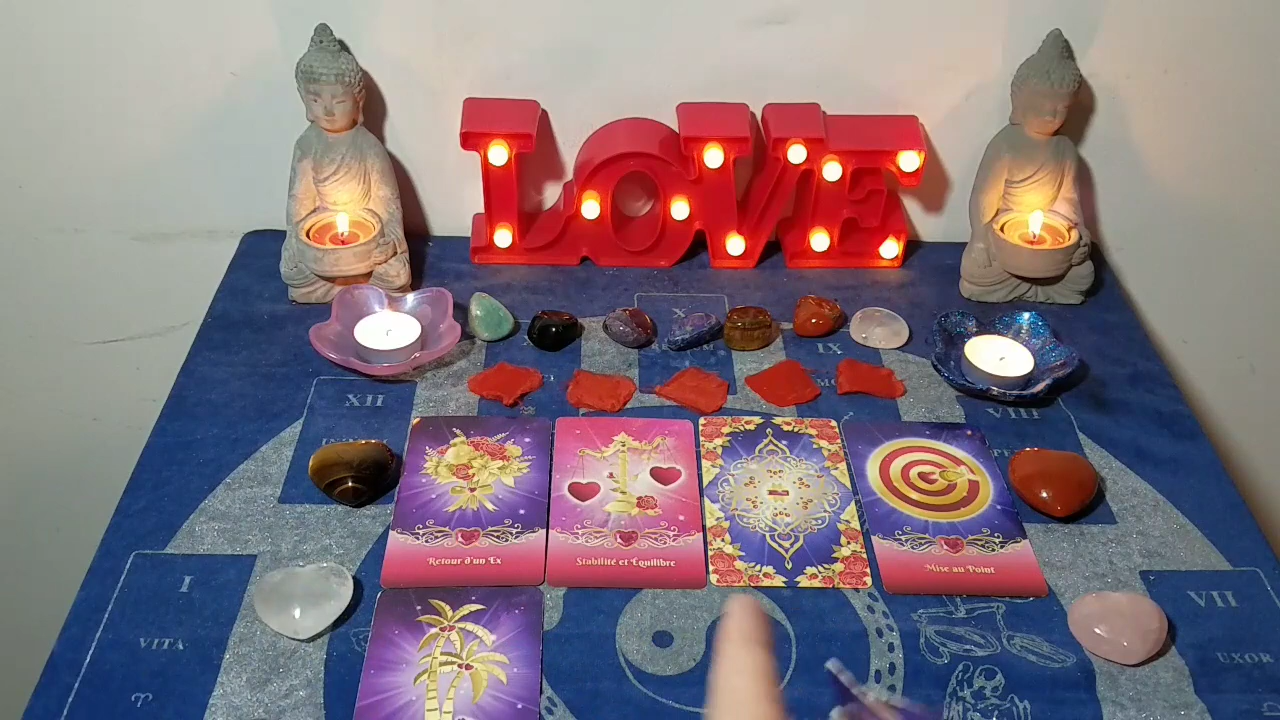 LOVE
X
IX
XII
VIII
Retour d'un Ex
Stabilité et Equilibre
Mise au Point
I
VITA
VII
UXOR